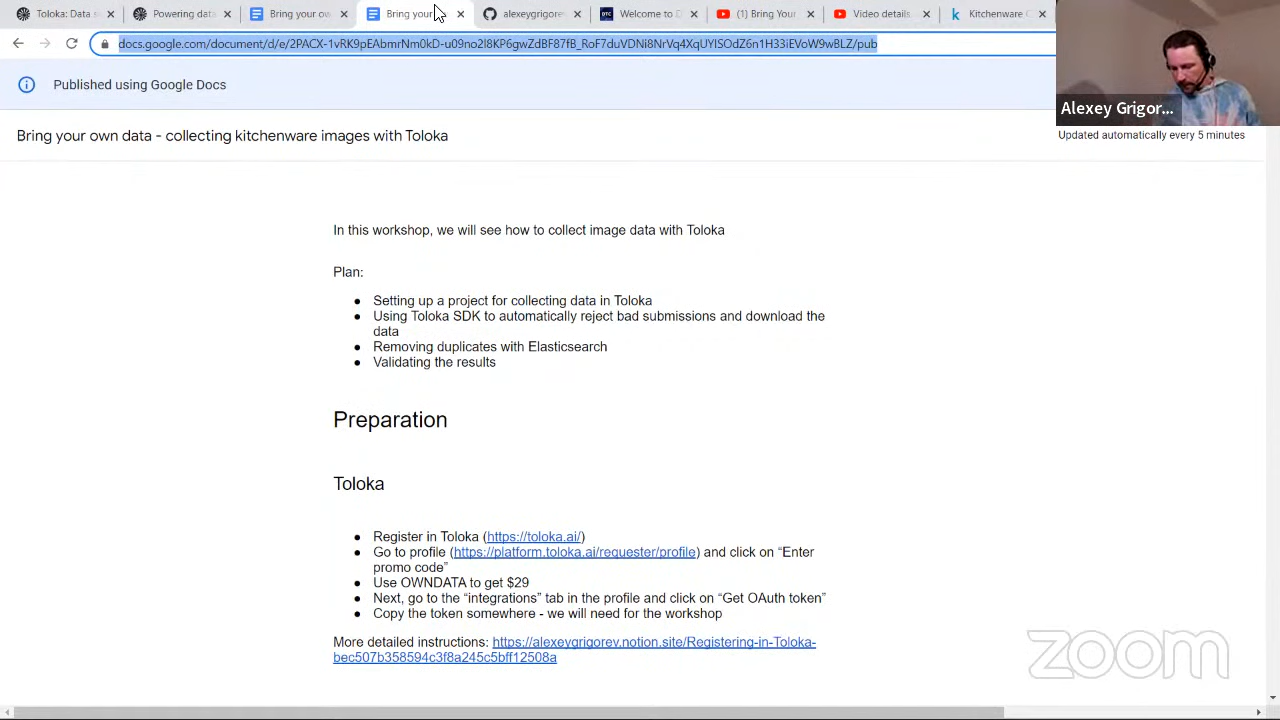 Toloka: Data
Powering data
Bring your ow
Bring your
alexeygrigore
Welcome to D
(1) Bring Your
Video details
Kitchenware C
docs.google.com/document/d/e/2PACX-1vRK9pEAbmrNm0kD-u09no2l8KP6gwZdBF87fB_RoF7duVDNi8NrVq4XqUYISOdZ6n1H33iEVoW9wBLZ/pub
Alexey Grigor...
Published using Google Docs
Bring your own data - collecting kitchenware images with Toloka
Updated automatically every 5 minutes
In this workshop, we will see how to collect image data with Toloka
Plan:
● Setting up a project for collecting data in Toloka
● Using Toloka SDK to automatically reject bad submissions and download the
data
● Removing duplicates with Elasticsearch
● Validating the results
Preparation
Toloka
● Register in Toloka (https://toloka.ai/)
● Go to profile (https://platform.toloka.ai/requester/profile) and click on “Enter
promo code”
● Use OWNDATA to get $29
● Next, go to the “integrations” tab in the profile and click on “Get OAuth token”
● Copy the token somewhere - we will need for the workshop
More detailed instructions: https://alexeygrigorev.notion.site/Registering-in-Toloka-
bec507b358594c3f8a245c5bff12508a
zoom